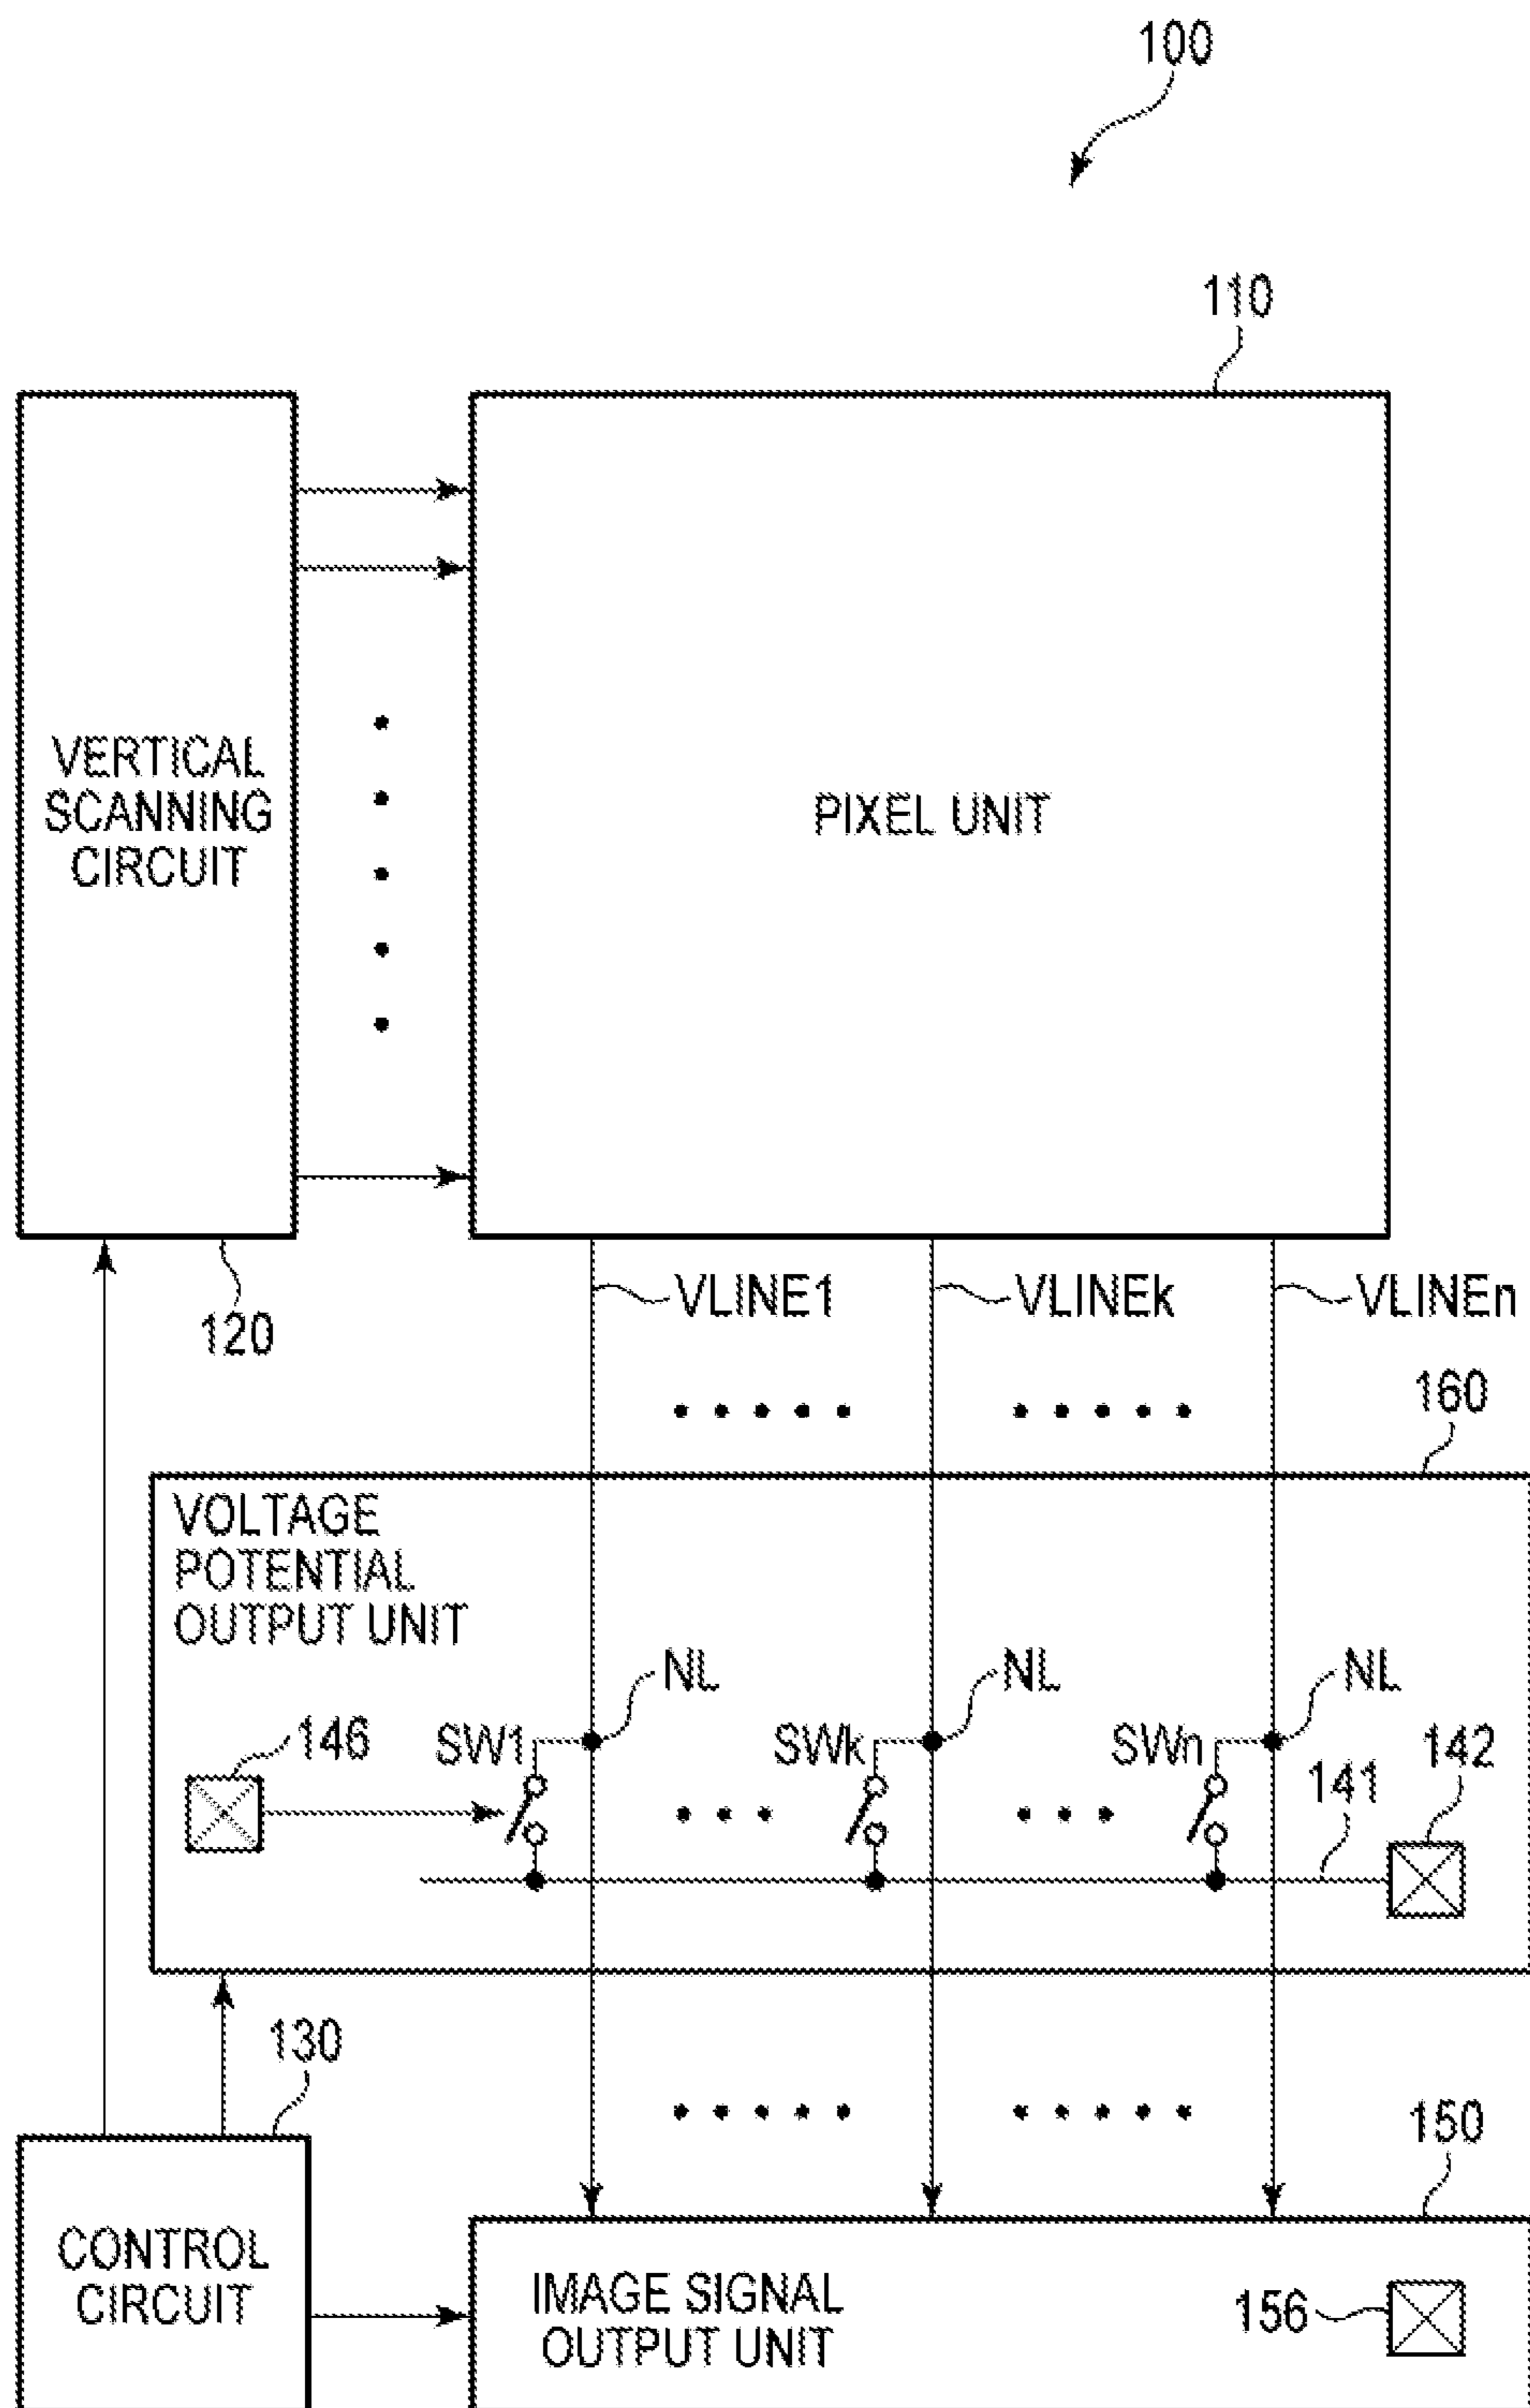 100
110
VERTICAL
SCANNING
CIRCUIT
PIXEL UNIT
120
VLINE1
VLINEk
VLINEn
160
VOLTAGE
POTENTIAL
OUTPUT UNIT
NL
NL
NL
146
SW1
SWk
SWn
141
142
130
150
CONTROL
CIRCUIT
IMAGE SIGNAL
OUTPUT UNIT
156